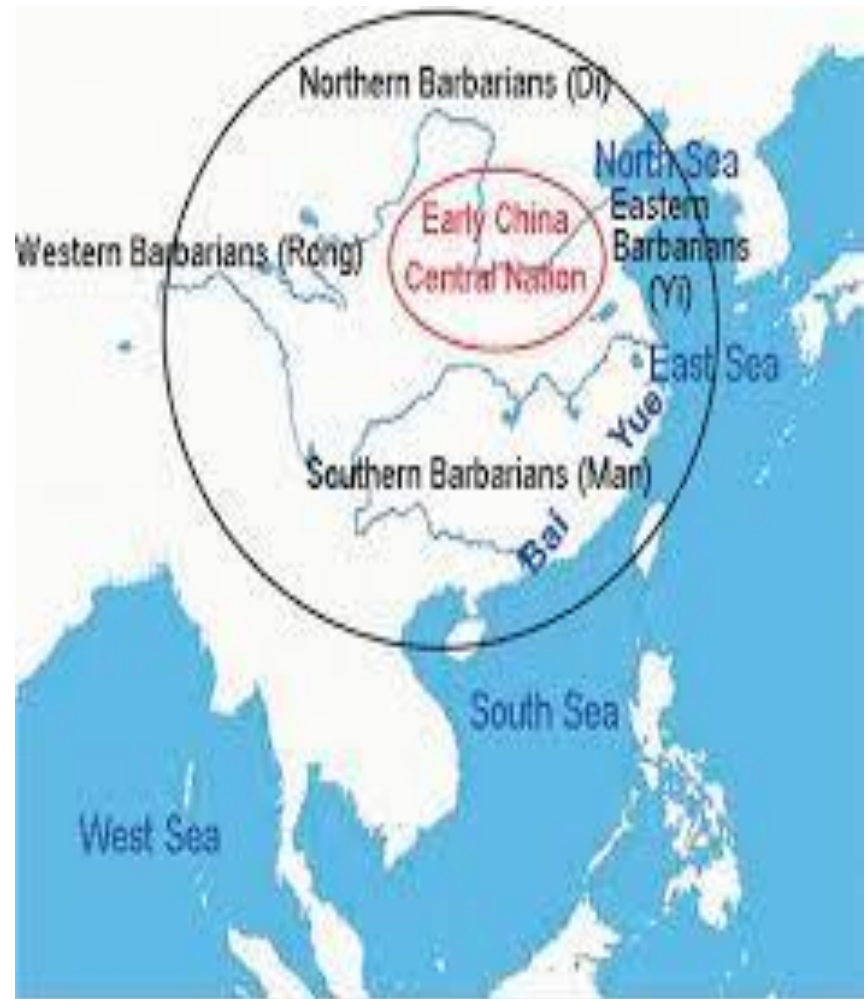 Northern Barbarians (Di)
North Sea
Early China
Central Nation
Eastern
Barbarians
(Yi)
Western Barbarians (Rong)
East Sea
Bai Yue
Southern Barbarians (Man)
South Sea
West Sea